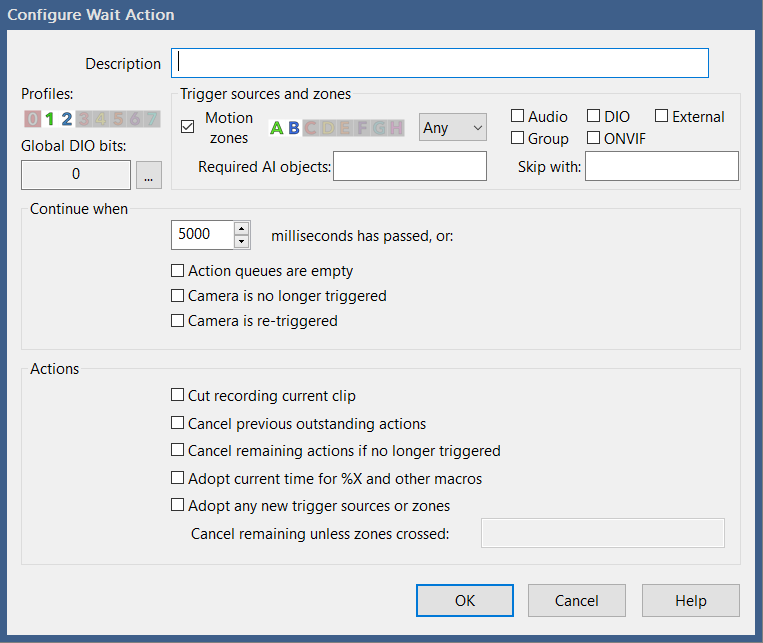 Configure Wait Action
Description
Profiles:
0 1 2 3 4 5 6 7
Global DIO bits:
0
...
Trigger sources and zones
Motion
zones
A B C D E F G H
Any
Audio
DIO
External
Group
ONVIF
Required AI objects:
Skip with:
Continue when
5000
milliseconds has passed, or:
Action queues are empty
Camera is no longer triggered
Camera is re-triggered
Actions
Cut recording current clip
Cancel previous outstanding actions
Cancel remaining actions if no longer triggered
Adopt current time for %X and other macros
Adopt any new trigger sources or zones
Cancel remaining unless zones crossed:
OK
Cancel
Help